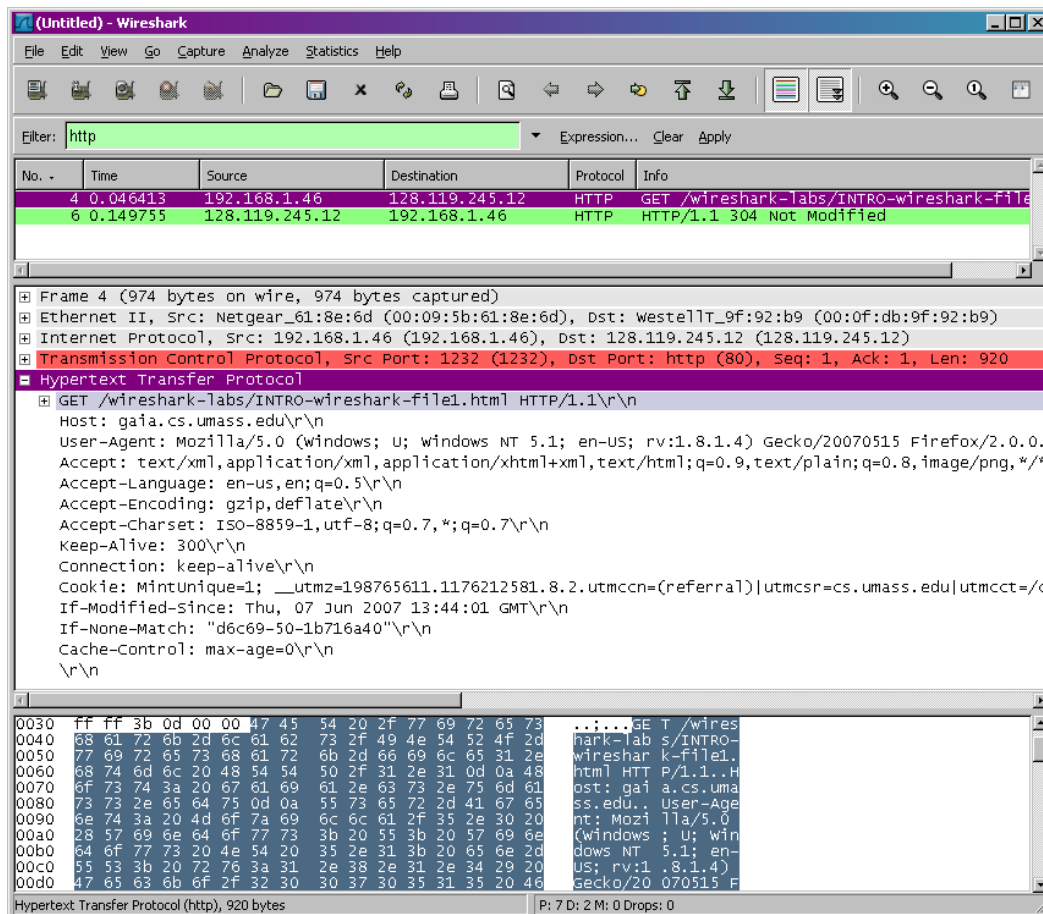 (Untitled) - Wireshark
File Edit View Go Capture Analyze Statistics Help
Filter: http Expression... Clear Apply
No. - Time Source Destination Protocol Info
4 0.046413 192.168.1.46 128.119.245.12 HTTP GET /wireshark-labs/INTRO-wireshark-file
6 0.149755 128.119.245.12 192.168.1.46 HTTP HTTP/1.1 304 Not Modified
Frame 4 (974 bytes on wire, 974 bytes captured)
Ethernet II, Src: Netgear_61:8e:6d (00:09:5b:61:8e:6d), Dst: WestellT_9f:92:b9 (00:0f:db:9f:92:b9)
Internet Protocol, Src: 192.168.1.46 (192.168.1.46), Dst: 128.119.245.12 (128.119.245.12)
Transmission Control Protocol, Src Port: 1232 (1232), Dst Port: http (80), Seq: 1, Ack: 1, Len: 920
Hypertext Transfer Protocol
GET /wireshark-labs/INTRO-wireshark-file1.html HTTP/1.1\r\n
Host: gaia.cs.umass.edu\r\n
User-Agent: Mozilla/5.0 (Windows; U; Windows NT 5.1; en-US; rv:1.8.1.4) Gecko/20070515 Firefox/2.0.0.
Accept: text/xml,application/xml,application/xhtml+xml,text/html;q=0.9,text/plain;q=0.8,image/png,*/*
Accept-Language: en-us,en;q=0.5\r\n
Accept-Encoding: gzip,deflate\r\n
Accept-Charset: ISO-8859-1,utf-8;q=0.7,*;q=0.7\r\n
Keep-Alive: 300\r\n
Connection: keep-alive\r\n
Cookie: MintUnique=1; __utmz=198765611.1176212581.8.2.utmccn=(referral)|utmcsr=cs.umass.edu|utmcct=/c
If-Modified-Since: Thu, 07 Jun 2007 13:44:01 GMT\r\n
If-None-Match: "d6c69-50-1b716a40"\r\n
Cache-Control: max-age=0\r\n
\r\n
0030 ff ff 3b 0d 00 00 47 45 54 20 2f 77 69 72 65 73 ..;...GE T /wires
0040 68 61 72 6b 2d 6c 61 62 73 2f 49 4e 54 52 4f 2d hark-lab s/INTRO-
0050 77 69 72 65 73 68 61 72 6b 2d 66 69 6c 65 31 2e wireshar k-file1.
0060 68 74 6d 6c 20 48 54 54 50 2f 31 2e 31 0d 0a 48 html HTT P/1.1..H
0070 6f 73 74 3a 20 67 61 69 61 2e 63 73 2e 75 6d 61 ost: gai a.cs.uma
0080 73 73 2e 65 64 75 0d 0a 55 73 65 72 2d 41 67 65 ss.edu.. User-Age
0090 6e 74 3a 20 4d 6f 7a 69 6c 6c 61 2f 35 2e 30 20 nt: Mozi lla/5.0
00a0 28 57 69 6e 64 6f 77 73 3b 20 55 3b 20 57 69 6e (Windows ; U; Win
00b0 64 6f 77 73 20 4e 54 20 35 2e 31 3b 20 65 6e 2d dows NT 5.1; en-
00c0 55 53 3b 20 72 76 3a 31 2e 38 2e 31 2e 34 29 20 US; rv:1 .8.1.4)
00d0 47 65 63 6b 6f 2f 32 30 30 37 30 35 31 35 20 46 Gecko/20 070515 F
Hypertext Transfer Protocol (http), 920 bytes P: 7 D: 2 M: 0 Drops: 0